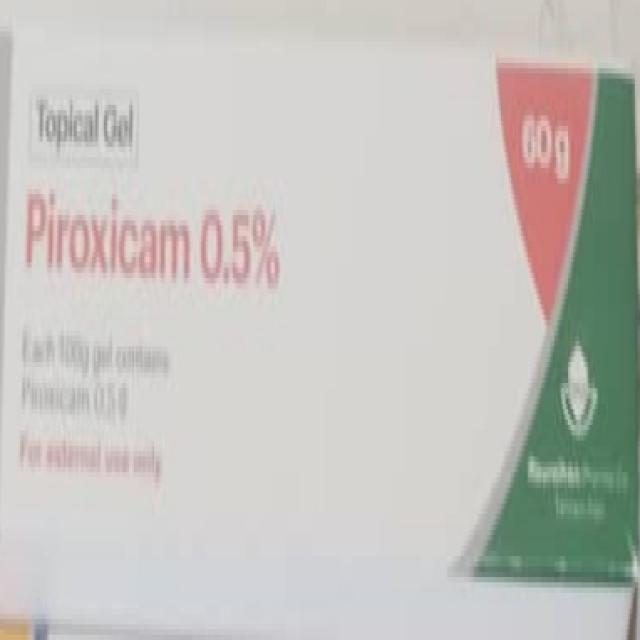 Topical Gel
60 g
Piroxicam 0.5%
Each 100g gel contains
Piroxicam 0.5 g
For external use only